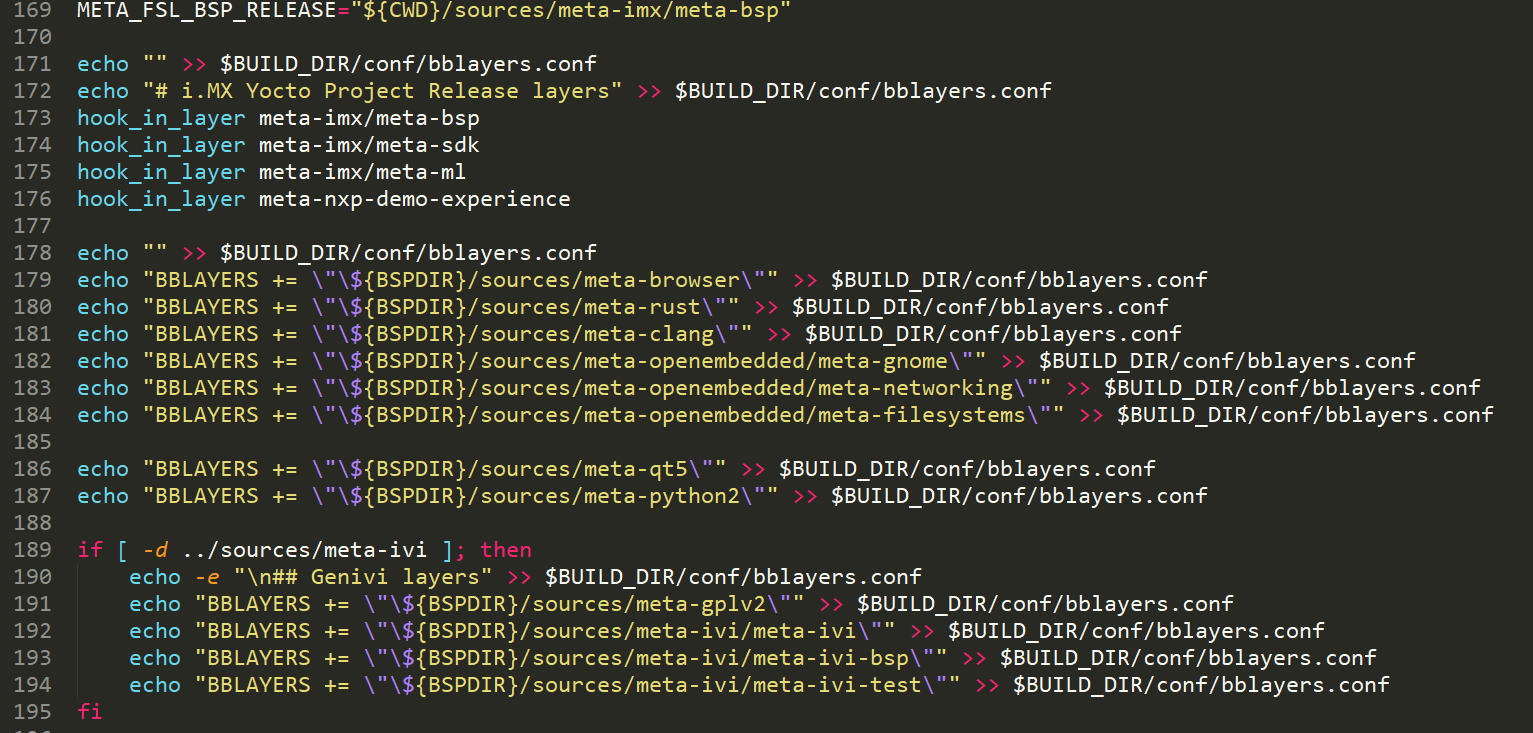 169 META_FSL_BSP_RELEASE="${CWD}/sources/meta-imx/meta-bsp"
170
171 echo "" >> $BUILD_DIR/conf/bblayers.conf
172 echo "# i.MX Yocto Project Release layers" >> $BUILD_DIR/conf/bblayers.conf
173 hook_in_layer meta-imx/meta-bsp
174 hook_in_layer meta-imx/meta-sdk
175 hook_in_layer meta-imx/meta-ml
176 hook_in_layer meta-nxp-demo-experience
177
178 echo "" >> $BUILD_DIR/conf/bblayers.conf
179 echo "BBLAYERS += \"\${BSPDIR}/sources/meta-browser\"" >> $BUILD_DIR/conf/bblayers.conf
180 echo "BBLAYERS += \"\${BSPDIR}/sources/meta-rust\"" >> $BUILD_DIR/conf/bblayers.conf
181 echo "BBLAYERS += \"\${BSPDIR}/sources/meta-clang\"" >> $BUILD_DIR/conf/bblayers.conf
182 echo "BBLAYERS += \"\${BSPDIR}/sources/meta-openembedded/meta-gnome\"" >> $BUILD_DIR/conf/bblayers.conf
183 echo "BBLAYERS += \"\${BSPDIR}/sources/meta-openembedded/meta-networking\"" >> $BUILD_DIR/conf/bblayers.conf
184 echo "BBLAYERS += \"\${BSPDIR}/sources/meta-openembedded/meta-filesystems\"" >> $BUILD_DIR/conf/bblayers.conf
185
186 echo "BBLAYERS += \"\${BSPDIR}/sources/meta-qt5\"" >> $BUILD_DIR/conf/bblayers.conf
187 echo "BBLAYERS += \"\${BSPDIR}/sources/meta-python2\"" >> $BUILD_DIR/conf/bblayers.conf
188
189 if [ -d ../sources/meta-ivi ]; then
190     echo -e "\n## Genivi layers" >> $BUILD_DIR/conf/bblayers.conf
191     echo "BBLAYERS += \"\${BSPDIR}/sources/meta-gplv2\"" >> $BUILD_DIR/conf/bblayers.conf
192     echo "BBLAYERS += \"\${BSPDIR}/sources/meta-ivi/meta-ivi\"" >> $BUILD_DIR/conf/bblayers.conf
193     echo "BBLAYERS += \"\${BSPDIR}/sources/meta-ivi/meta-ivi-bsp\"" >> $BUILD_DIR/conf/bblayers.conf
194     echo "BBLAYERS += \"\${BSPDIR}/sources/meta-ivi/meta-ivi-test\"" >> $BUILD_DIR/conf/bblayers.conf
195 fi